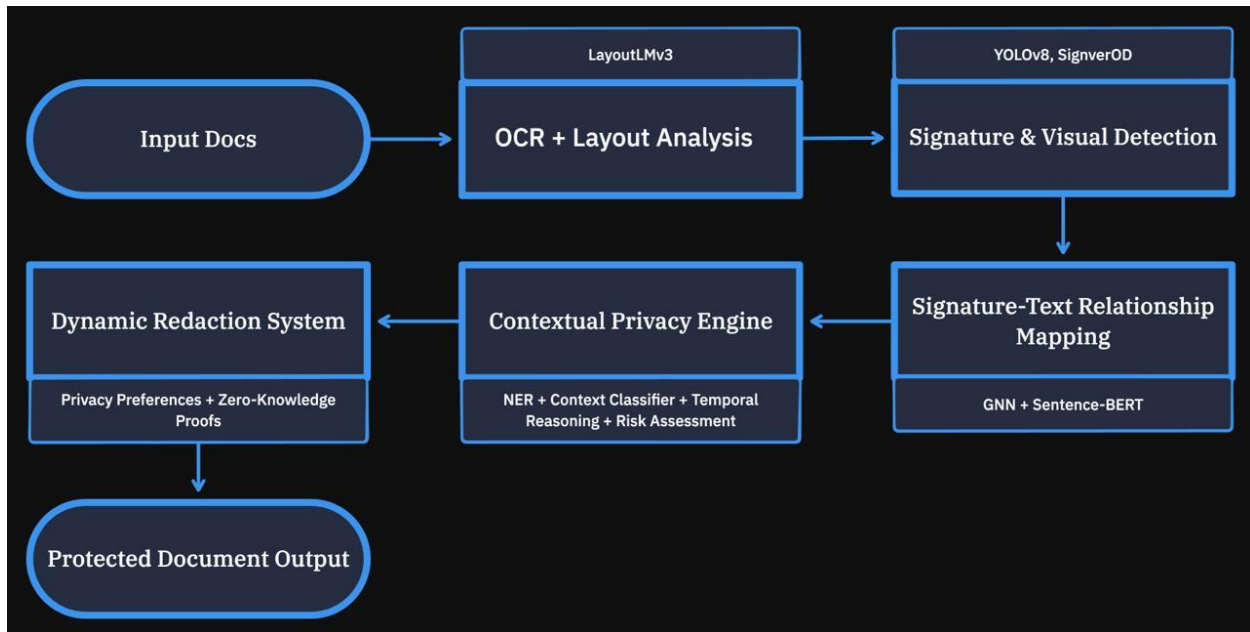 LayoutLMv3
YOLOv8, SignverOD
Input Docs
OCR + Layout Analysis
Signature & Visual Detection
Signature-Text Relationship
Mapping
GNN + Sentence-BERT
Contextual Privacy Engine
NER + Context Classifier + Temporal
Reasoning + Risk Assessment
Dynamic Redaction System
Privacy Preferences + Zero-Knowledge
Proofs
Protected Document Output